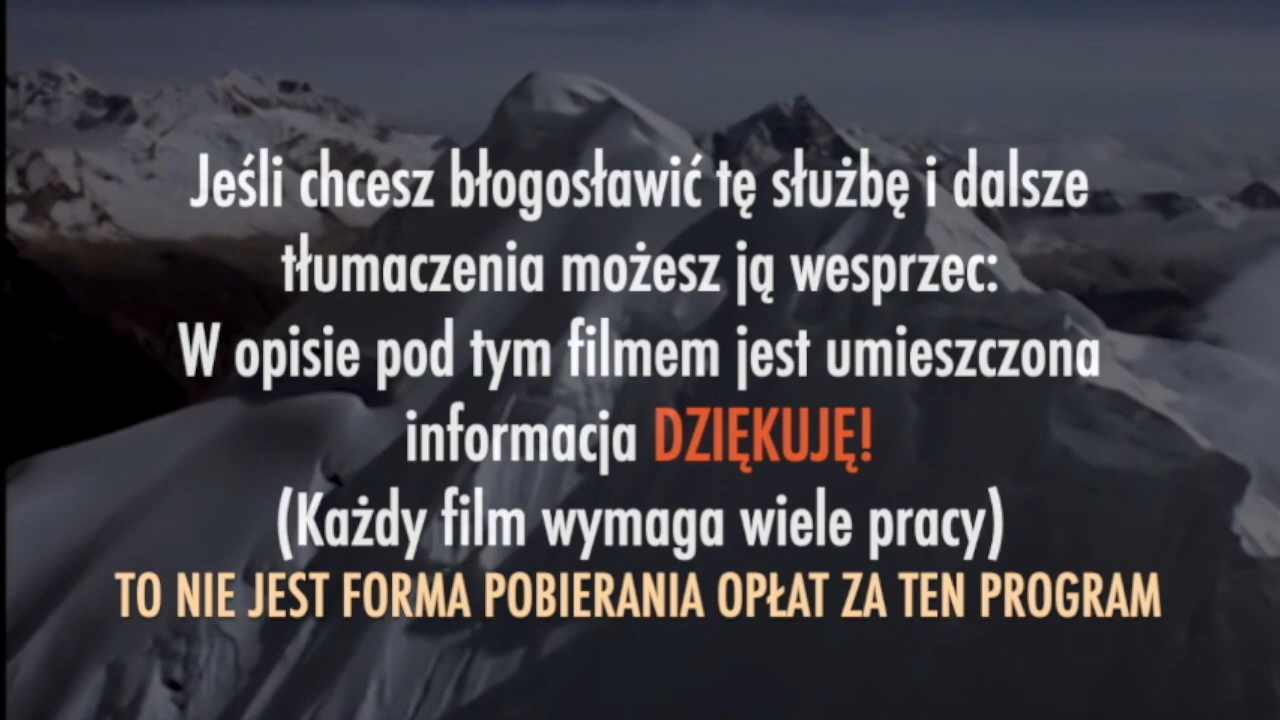 Jeśli chcesz błogosławić tę służbę i dalsze
tłumaczenia możesz ją wesprzec:
W opisie pod tym filmem jest umieszczona
informacja DZIĘKUJĘ!
(Każdy film wymaga wiele pracy)
TO NIE JEST FORMA POBIERANIA OPŁAT ZA TEN PROGRAM